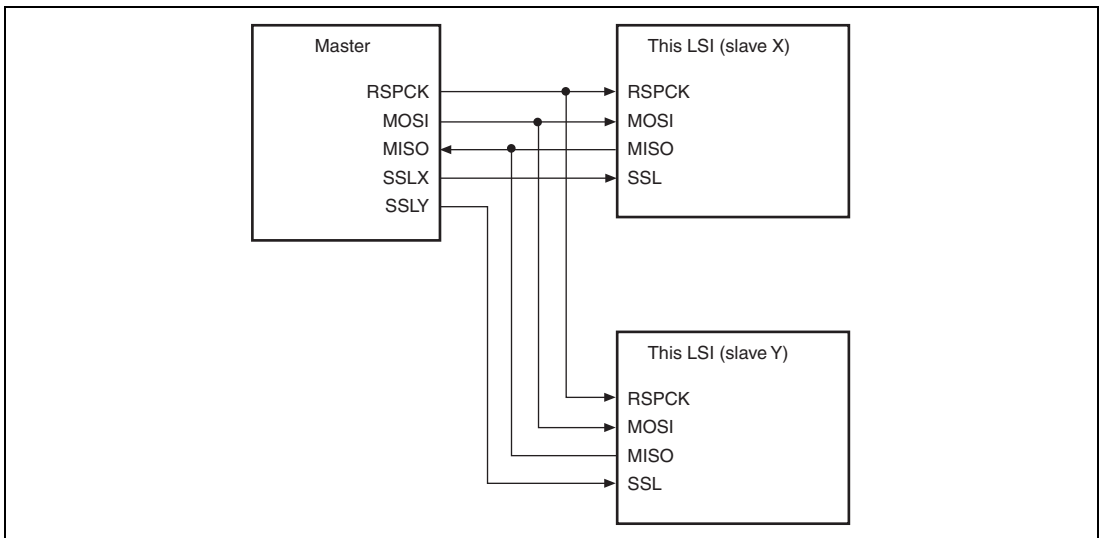 Master
RSPCK
MOSI
MISO
SSLX
SSLY
This LSI (slave X)
RSPCK
MOSI
MISO
SSL
This LSI (slave Y)
RSPCK
MOSI
MISO
SSL